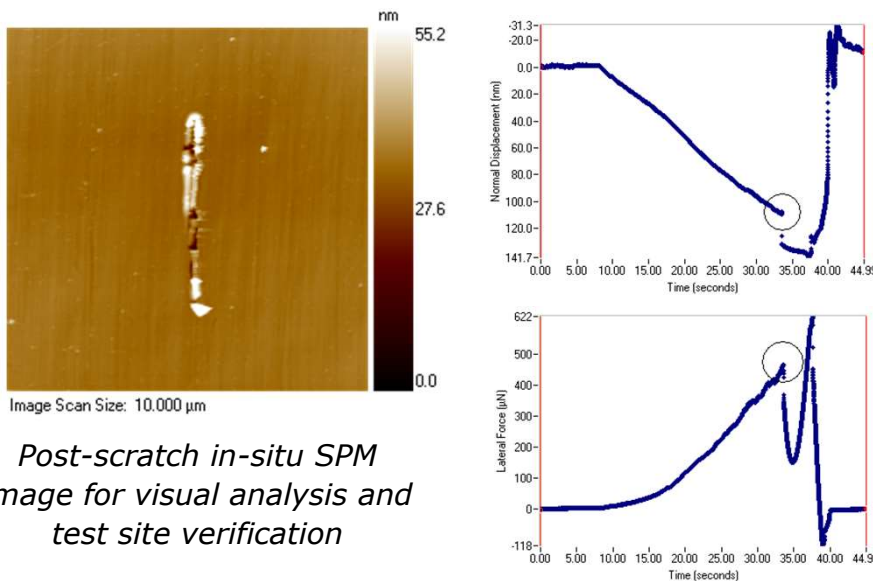 nm
55.2
27.6
0.0
Image Scan Size: 10.000 µm
Post-scratch in-situ SPM
mage for visual analysis and
test site verification
-31.3
-20.0
0.0
20.0
40.0
60.0
80.0
100.0
120.0
141.7
Normal Displacement (nm)
0.00 5.00 10.00 15.00 20.00 25.00 30.00 35.00 40.00 44.99
Time (seconds)
622
500
400
300
200
100
0
-118
Lateral Force (µN)
0.00 5.00 10.00 15.00 20.00 25.00 30.00 35.00 40.00 44.99
Time (seconds)